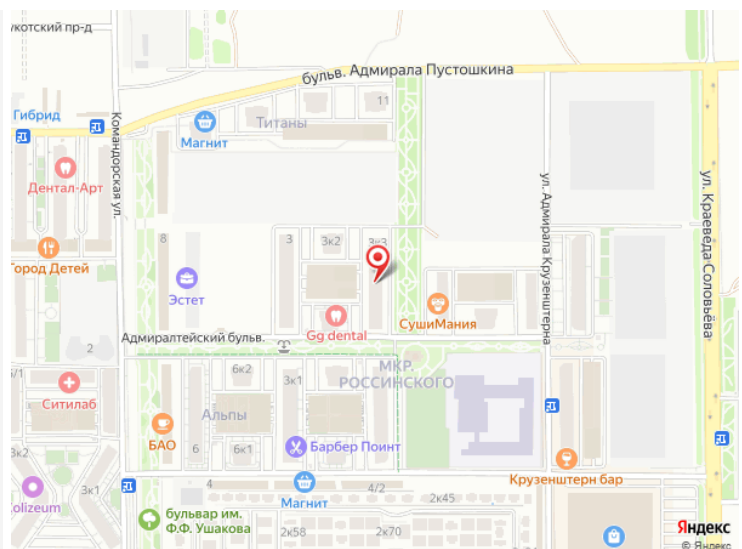 укотский пр-д
бульв. Адмирала Пустошкина
11
Гибрид
Титаны
Магнит
Командорская ул.
Дентал-Арт
ул. Адмирала Крузенштерна
ул. Краеведа Соловьёва
8
3
3к2
3к3
Город Детей
Эстет
СушиМания
Gg dental
Адмиралтейский бульв.
2
6к2
МКР.
РОССИНСКОГО
/1
3к1
Ситилаб
Альпы
БАО
6
6к1
Барбер Поинт
3к2
Крузенштерн бар
4
4/2
Colizeum
3к1
Магнит
2к45
бульвар им.
Ф.Ф. Ушакова
2к58
2к70
Яндекс
© Яндекс